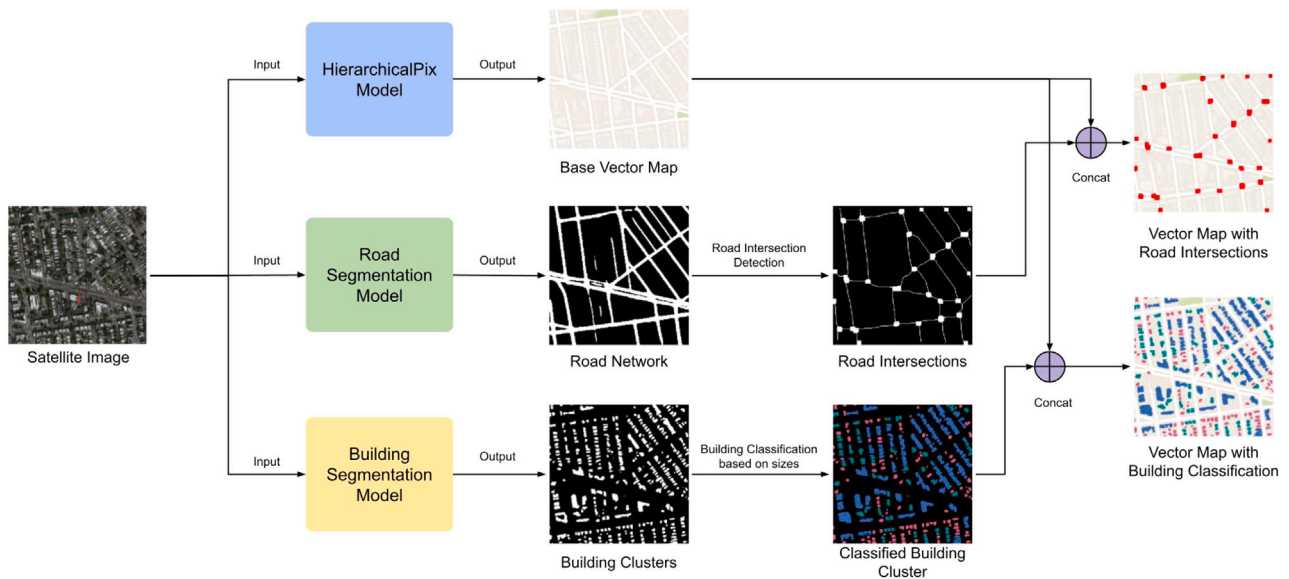 Input
HierarchicalPix
Model
Output
Base Vector Map
Concat
Vector Map with
Road Intersections
Satellite Image
Input
Road
Segmentation
Model
Output
Road Network
Road Intersection
Detection
Road Intersections
Concat
Vector Map with
Building Classification
Input
Building
Segmentation
Model
Output
Building Clusters
Building Classification
based on sizes
Classified Building
Cluster